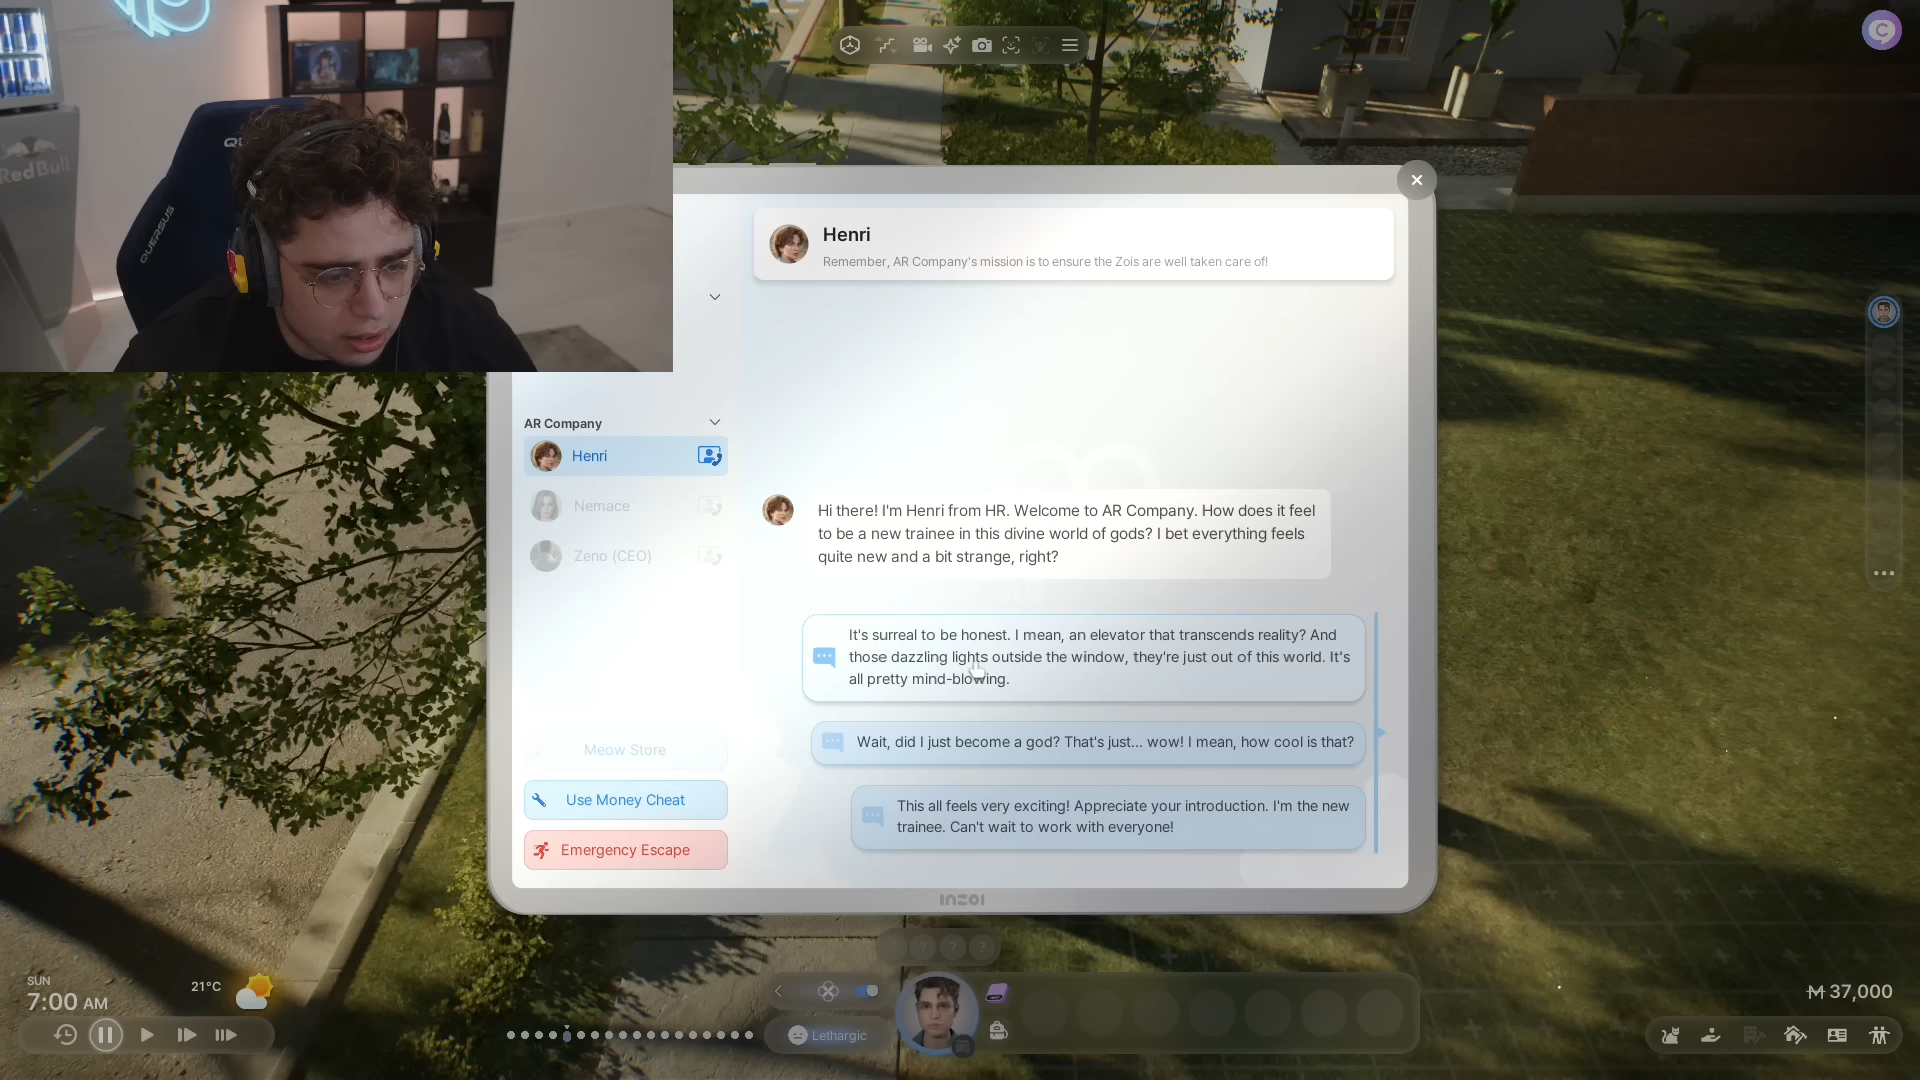 RedBull
QUERSUS
Henri
Remember, AR Company's mission is to ensure the Zois are well taken care of!
AR Company
Henri
Nemace
Zeno (CEO)
Hi there! I'm Henri from HR. Welcome to AR Company. How does it feel
to be a new trainee in this divine world of gods? I bet everything feels
quite new and a bit strange, right?
It's surreal to be honest. I mean, an elevator that transcends reality? And
those dazzling lights outside the window, they're just out of this world. It's
all pretty mind-blowing.
Wait, did I just become a god? That's just... wow! I mean, how cool is that?
This all feels very exciting! Appreciate your introduction. I'm the new
trainee. Can't wait to work with everyone!
Meow Store
Use Money Cheat
Emergency Escape
INZOI
SUN
7:00 AM
21°C
Lethargic
37,000